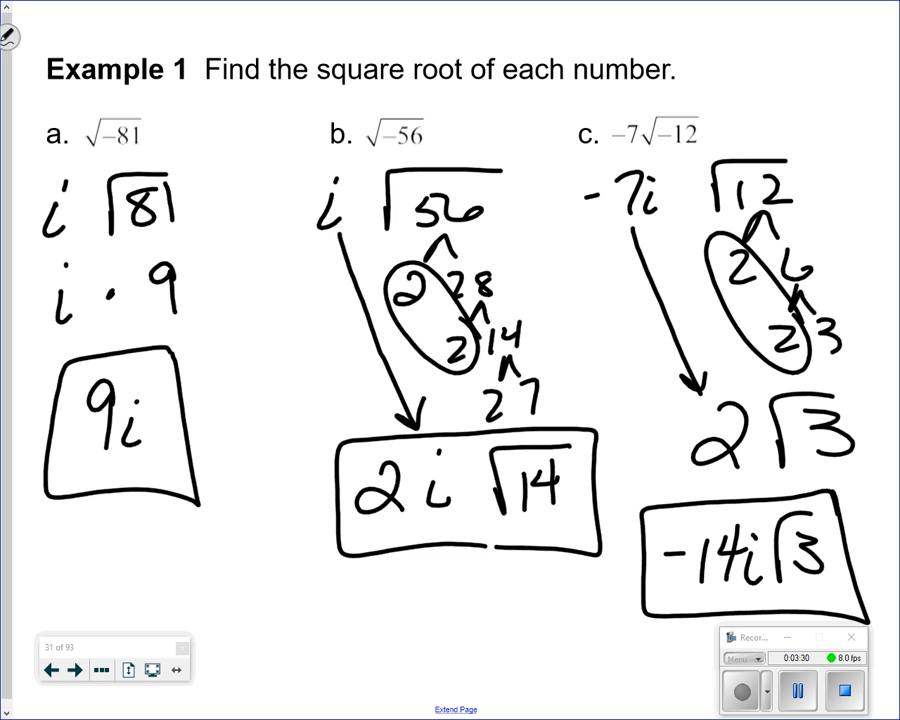 Example 1 Find the square root of each number.
a. √-81 b. √-56 c. -7√-12
i √81
i · 9
9i
i √56
2 28
2 14
2 7
2i √14
-7i √12
2 6
2 3
2√3
-14i√3
31 of 93
Recor...
Menu 0:03:30 8.0 fps
Extend Page